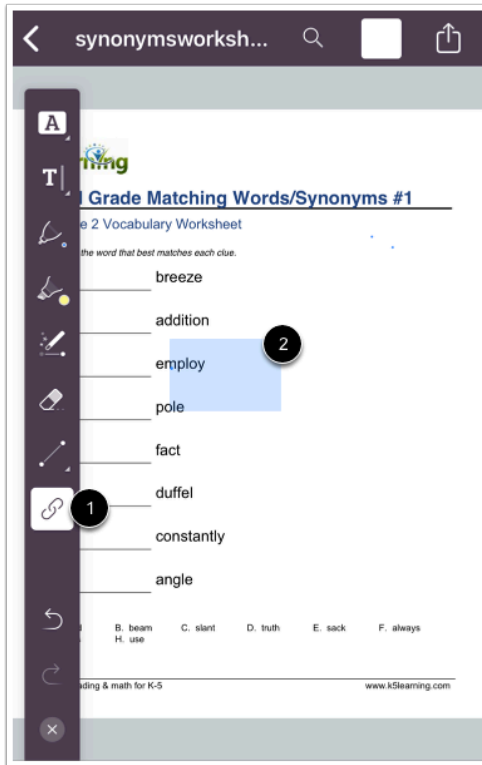 synonymsworksh...
A
T
rning
l Grade Matching Words/Synonyms #1
e 2 Vocabulary Worksheet
the word that best matches each clue.
breeze
addition
employ
2
pole
fact
duffel
1
constantly
angle
B. beam C. slant D. truth E. sack F. always
H. use
ading & math for K-5 www.k5learning.com